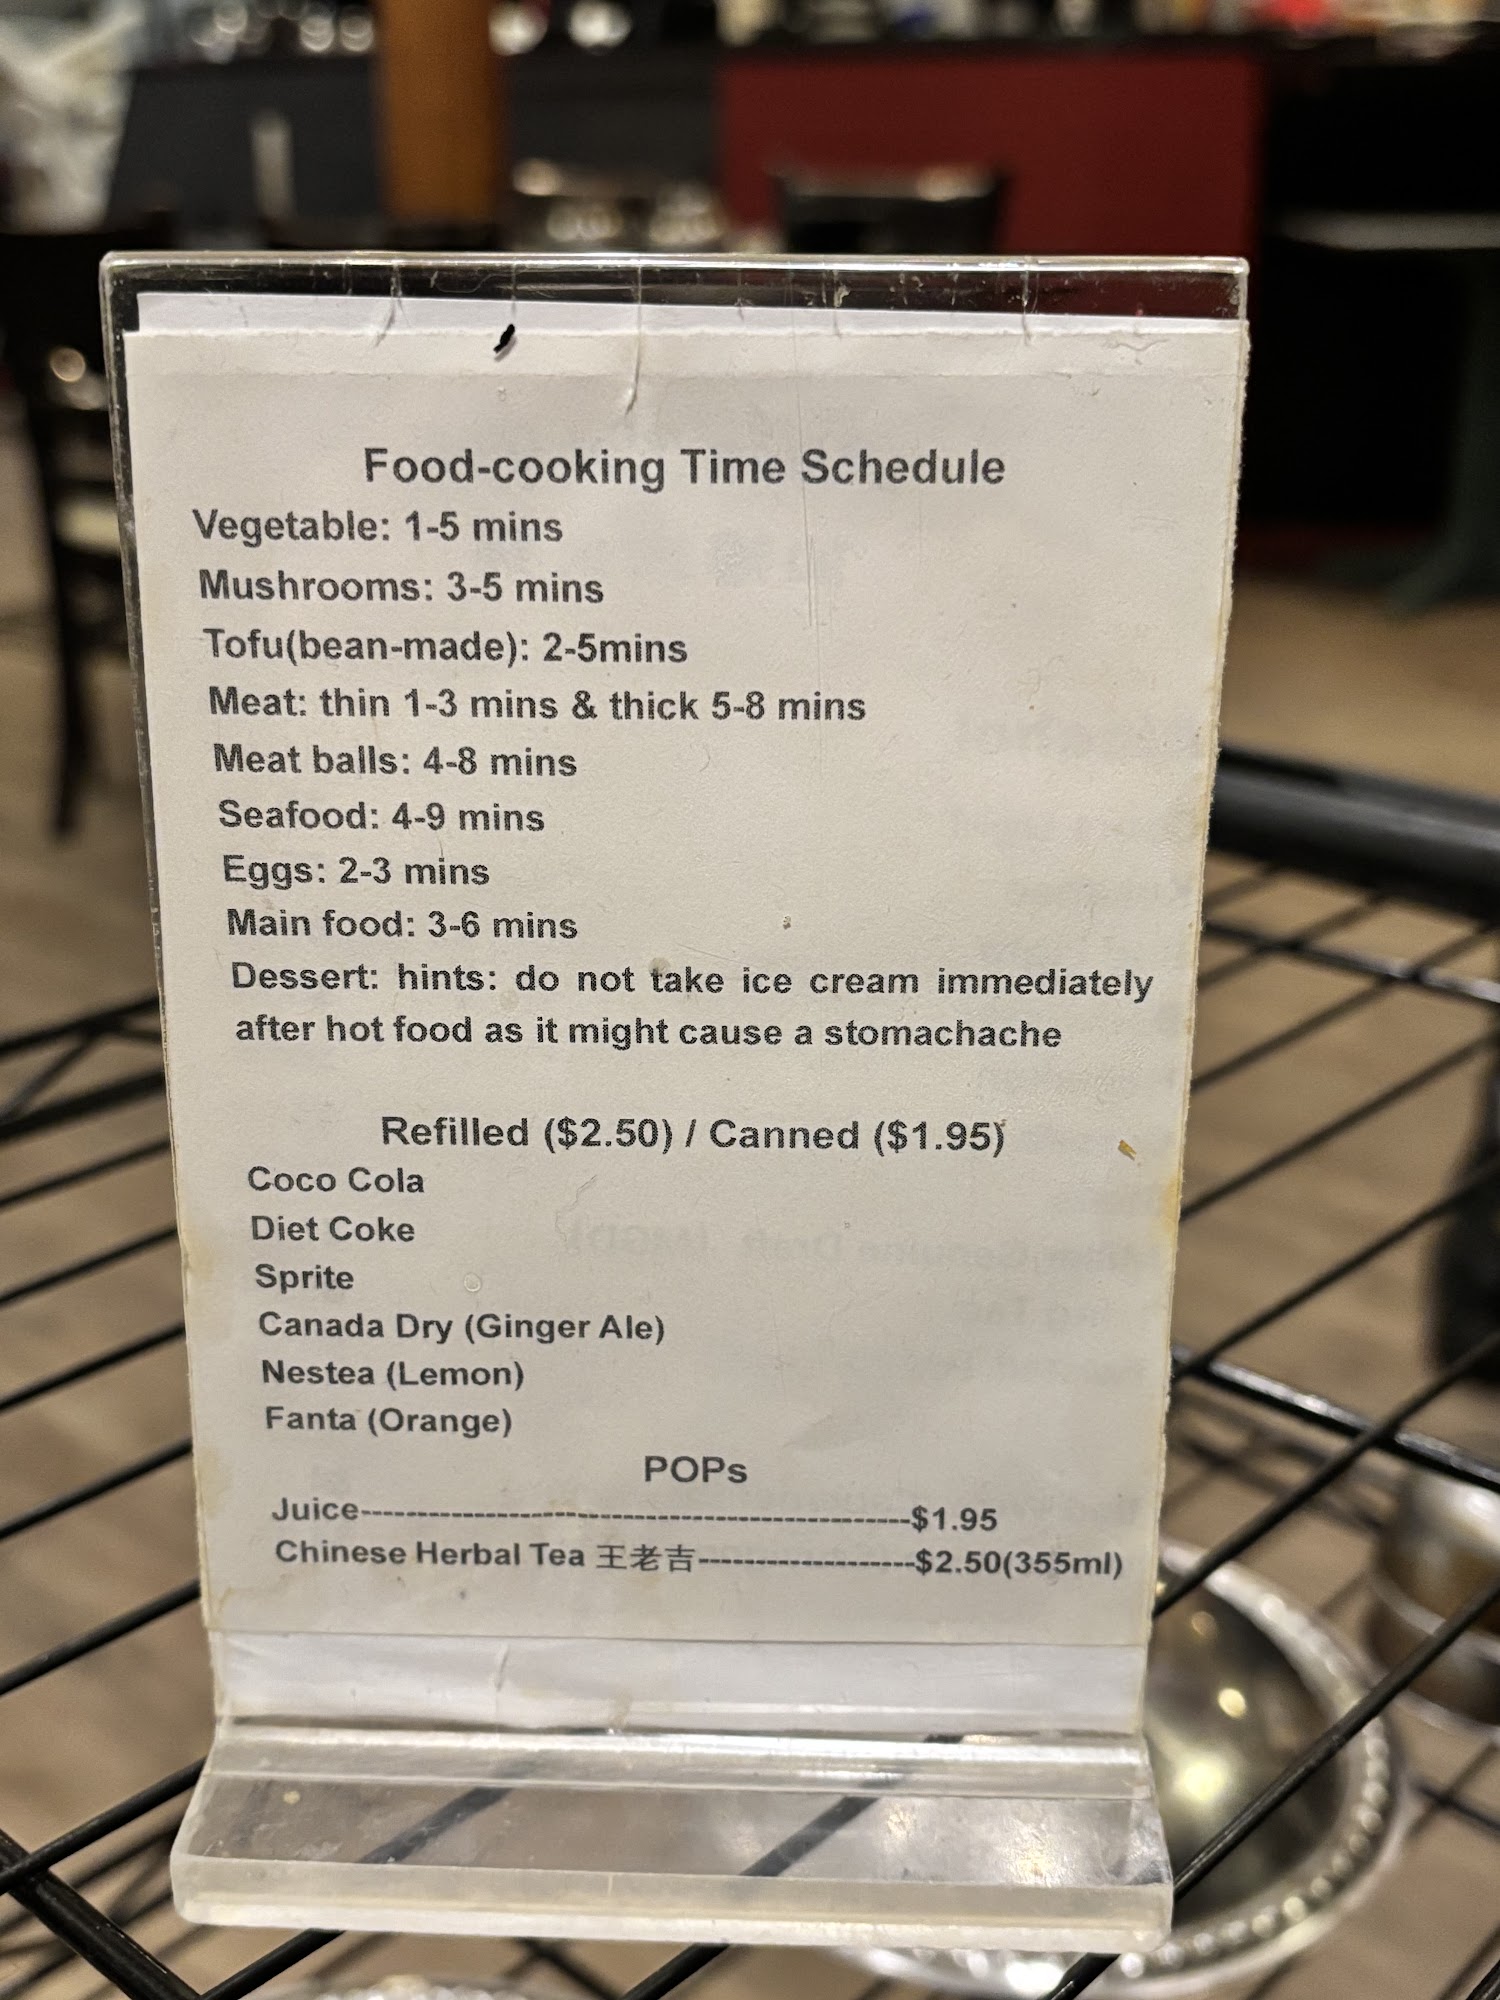 Food-cooking Time Schedule
Vegetable: 1-5 mins
Mushrooms: 3-5 mins
Tofu(bean-made): 2-5mins
Meat: thin 1-3 mins & thick 5-8 mins
Meat balls: 4-8 mins
Seafood: 4-9 mins
Eggs: 2-3 mins
Main food: 3-6 mins
Dessert: hints: do not take ice cream immediately
after hot food as it might cause a stomachache
Refilled ($2.50) / Canned ($1.95)
Coco Cola
Diet Coke
Sprite
Canada Dry (Ginger Ale)
Nestea (Lemon)
Fanta (Orange)
POPs
Juice-------------------------------------------------$1.95
Chinese Herbal Tea 王老吉-------------------$2.50(355ml)